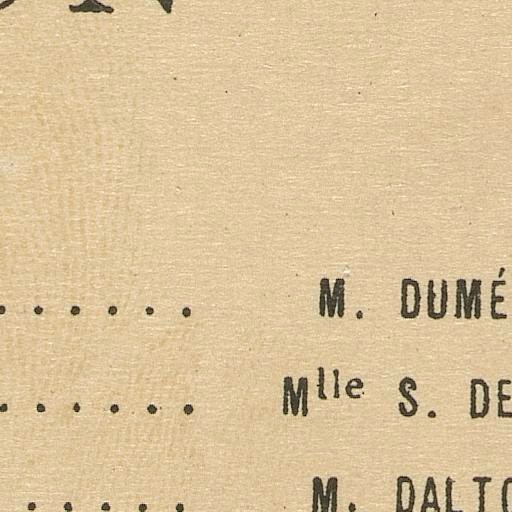 ...... M. DUMÉ
...... Mlle S. DE
..... M. DALTO